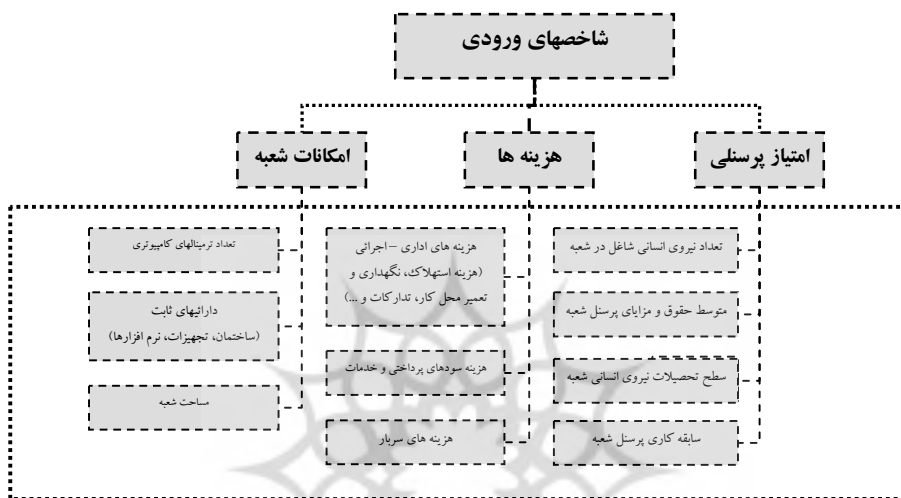 شاخصهای ورودی
امتیاز پرسنلی
هزینه ها
امکانات شعبه
تعداد نیروی انسانی شاغل در شعبه
متوسط حقوق و مزایای پرسنل شعبه
سطح تحصیلات نیروی انسانی شعبه
سابقه کاری پرسنل شعبه
هزینه های اداری – اجرائی
(هزینه استهلاک، نگهداری و
تعمیر محل کار، تدارکات و ...)
هزینه سودهای پرداختی و خدمات
هزینه های سربار
تعداد ترمینالهای کامپیوتری
دارائیهای ثابت
(ساختمان، تجهیزات، نرم افزارها)
مساحت شعبه